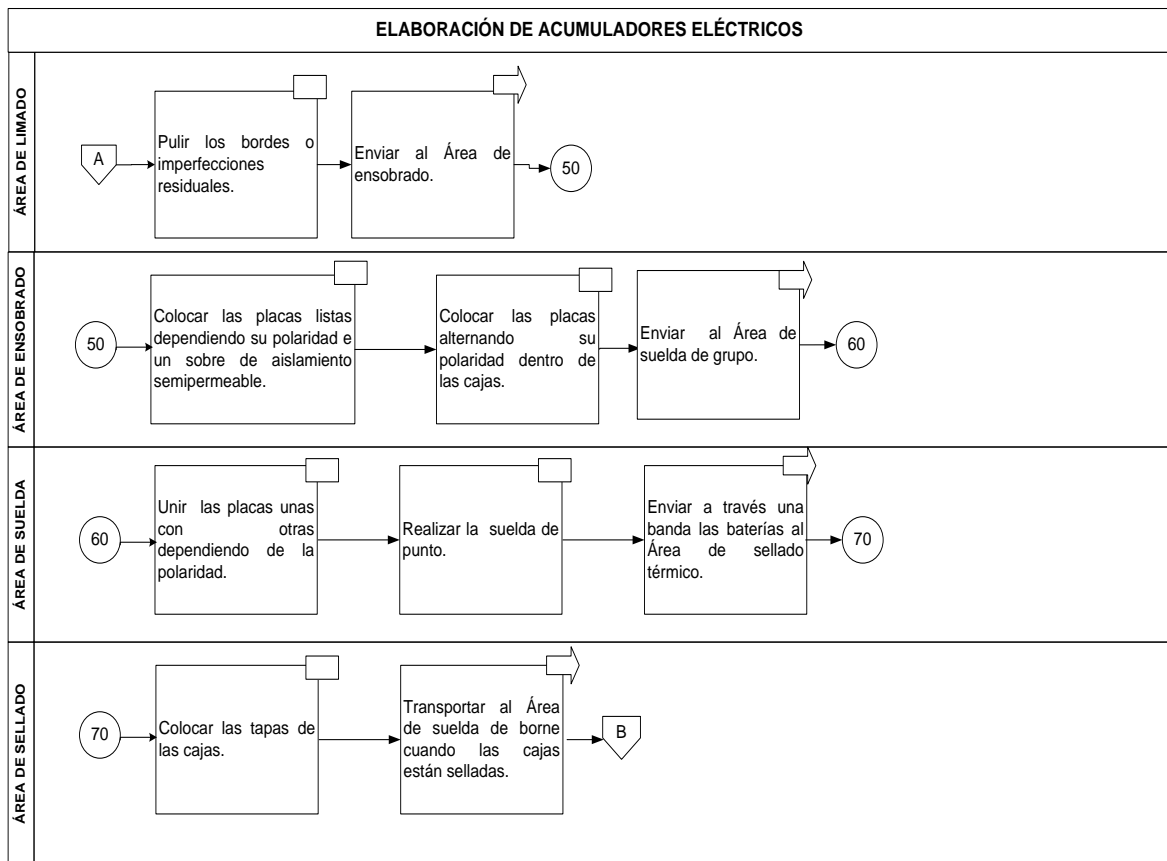 ELABORACIÓN DE ACUMULADORES ELÉCTRICOS
ÁREA DE LIMADO
A
Pulir los bordes o
imperfecciones
residuales.
Enviar al Área de
ensobrado.
50
ÁREA DE ENSOBRADO
50
Colocar las placas listas
dependiendo su polaridad e
un sobre de aislamiento
semipermeable.
Colocar las placas
alternando su
polaridad dentro de
las cajas.
Enviar al Área de
suelda de grupo.
60
ÁREA DE SUELDA
60
Unir las placas unas
con otras
dependiendo de la
polaridad.
Realizar la suelda de
punto.
Enviar a través una
banda las baterías al
Área de sellado
térmico.
70
ÁREA DE SELLADO
70
Colocar las tapas de
las cajas.
Transportar al Área
de suelda de borne
cuando las cajas
están selladas.
B